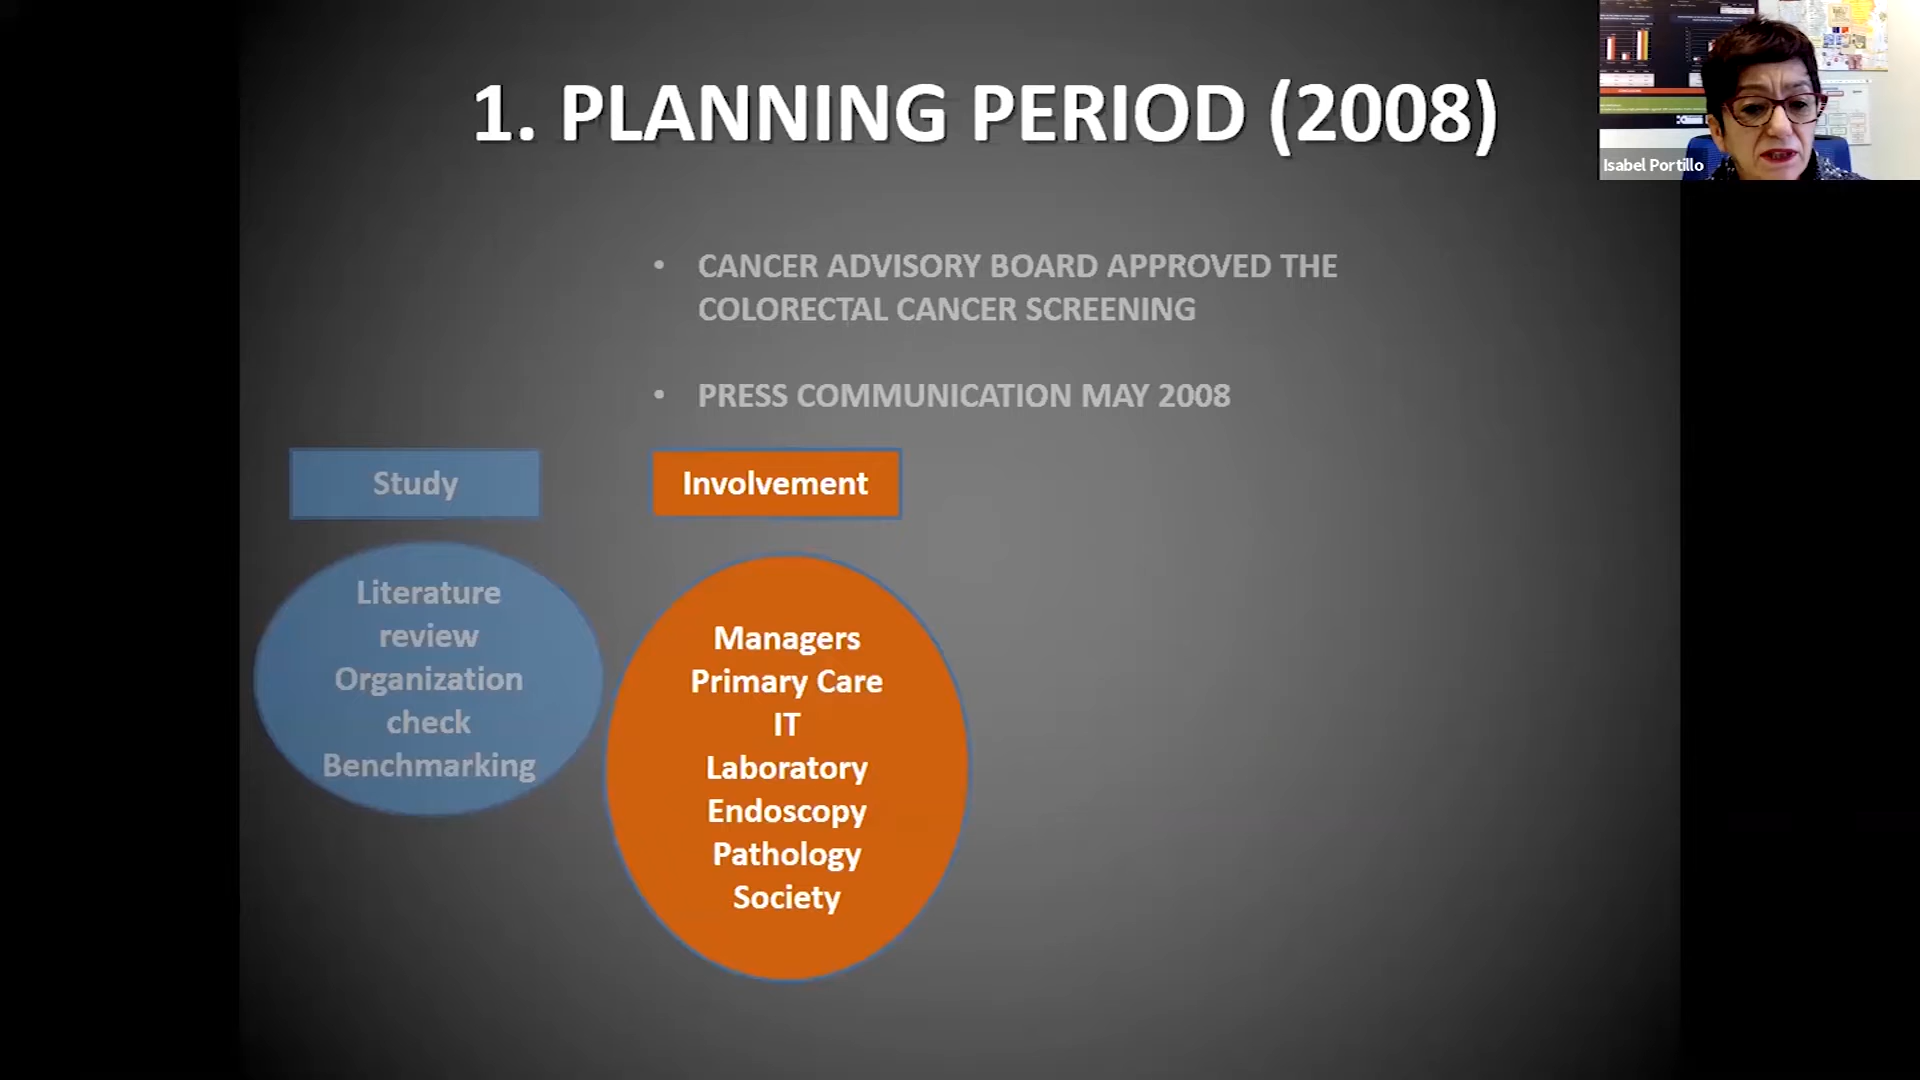 1. PLANNING PERIOD (2008)
Isabel Portillo
• CANCER ADVISORY BOARD APPROVED THE
COLORECTAL CANCER SCREENING
• PRESS COMMUNICATION MAY 2008
Study
Involvement
Literature
review
Organization
check
Benchmarking
Managers
Primary Care
IT
Laboratory
Endoscopy
Pathology
Society